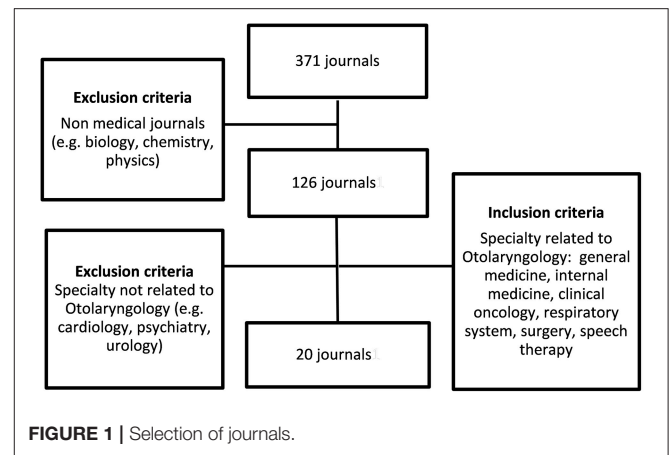 371 journals
Exclusion criteria
Non medical journals
(e.g. biology, chemistry,
physics)
126 journals
Inclusion criteria
Specialty related to
Otolaryngology: general
medicine, internal
medicine, clinical
oncology, respiratory
system, surgery, speech
therapy
Exclusion criteria
Specialty not related to
Otolaryngology (e.g.
cardiology, psychiatry,
urology)
20 journals
FIGURE 1 | Selection of journals.